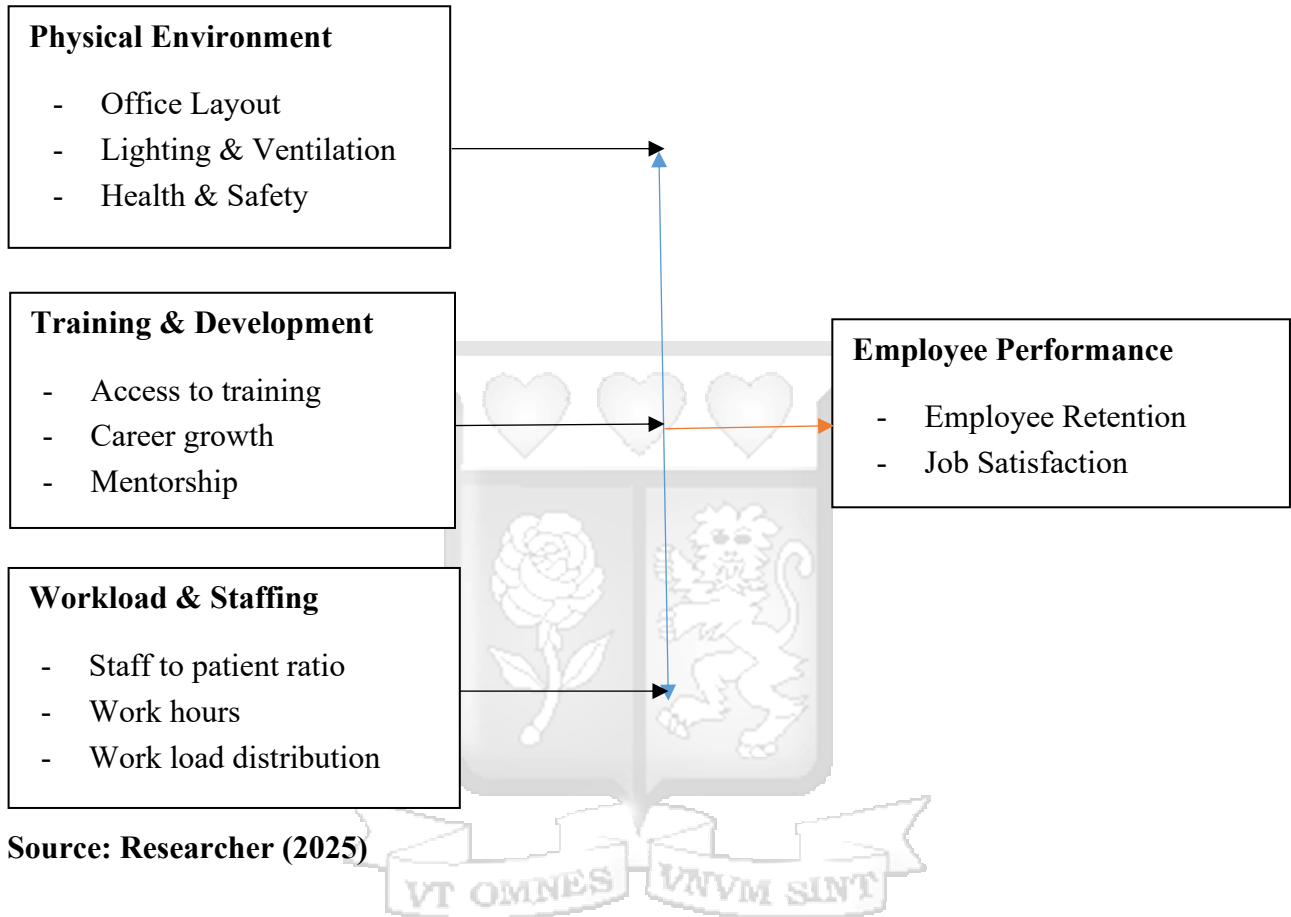 Physical Environment
- Office Layout
- Lighting & Ventilation
- Health & Safety
Training & Development
- Access to training
- Career growth
- Mentorship
Workload & Staffing
- Staff to patient ratio
- Work hours
- Work load distribution
Employee Performance
- Employee Retention
- Job Satisfaction
Source: Researcher (2025)
VT OMNES VNVM SINT